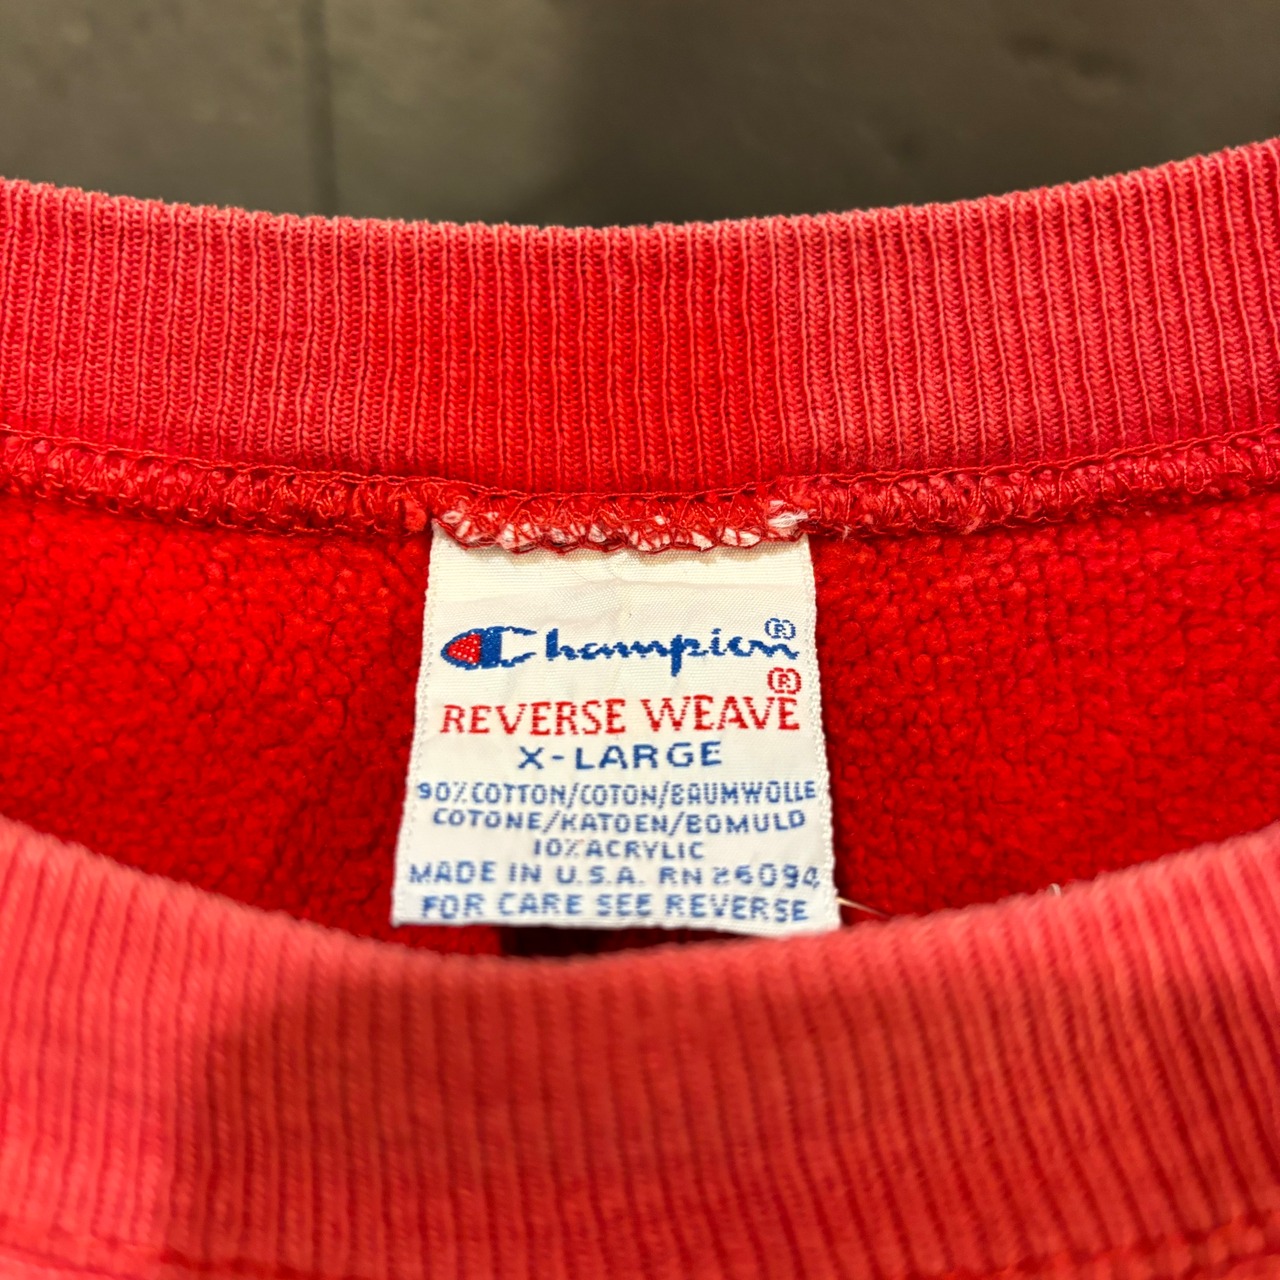 Champion®
®
REVERSE WEAVE
X-LARGE
90% COTTON/COTON/BAUMWOLLE
COTONE/KATOEN/BOMULD
10% ACRYLIC
MADE IN U.S.A. RN 26094
FOR CARE SEE REVERSE